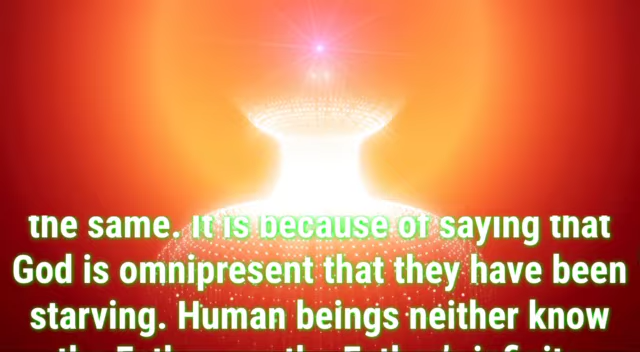 the same. It is because of saying that
God is omnipresent that they have been
starving. Human beings neither know